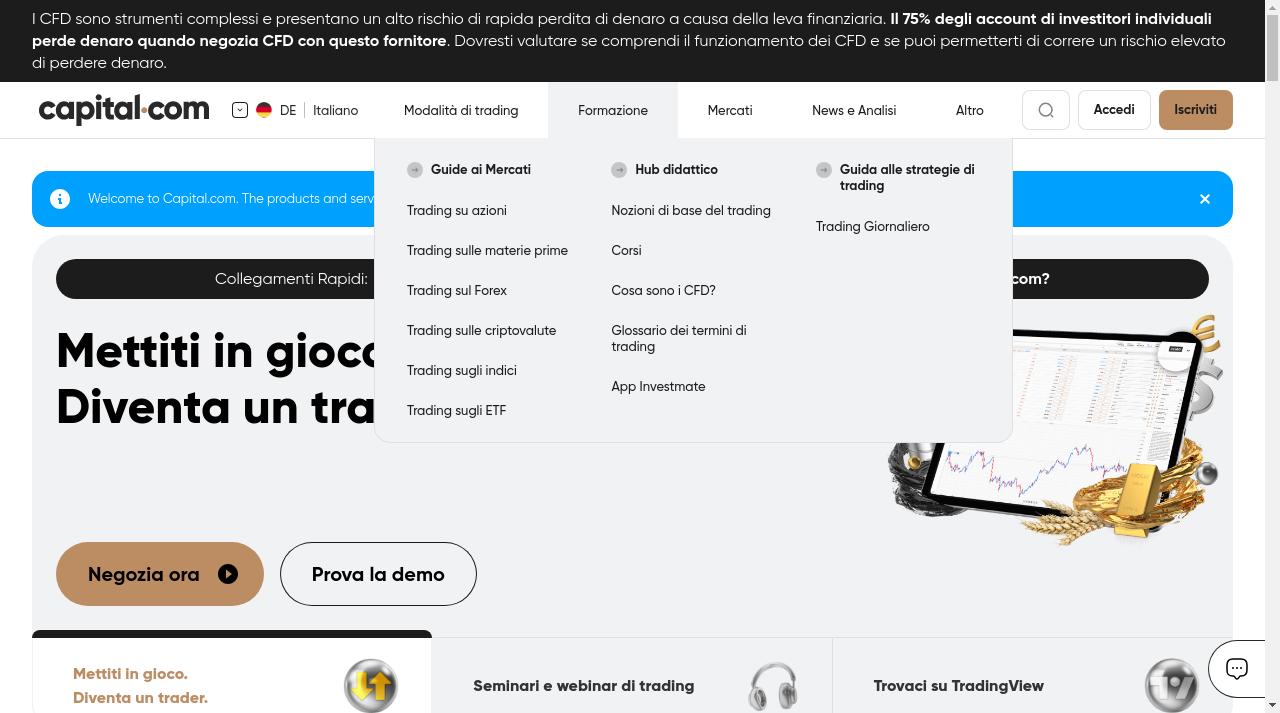 I CFD sono strumenti complessi e presentano un alto rischio di rapida perdita di denaro a causa della leva finanziaria. Il 75% degli account di investitori individuali
perde denaro quando negozia CFD con questo fornitore. Dovresti valutare se comprendi il funzionamento dei CFD e se puoi permetterti di correre un rischio elevato
di perdere denaro.
capital.com
DE
Italiano
Modalità di trading
Formazione
Mercati
News e Analisi
Altro
Accedi
Iscriviti
Guide ai Mercati
Trading su azioni
Trading sulle materie prime
Trading sul Forex
Trading sulle criptovalute
Trading sugli indici
Trading sugli ETF
Hub didattico
Nozioni di base del trading
Corsi
Cosa sono i CFD?
Glossario dei termini di
trading
App Investmate
Guida alle strategie di
trading
Trading Giornaliero
Welcome to Capital.com. The products and serv
Collegamenti Rapidi:
com?
Mettiti in gioco
Diventa un tra
Negozia ora
Prova la demo
Mettiti in gioco.
Diventa un trader.
Seminari e webinar di trading
Trovaci su TradingView